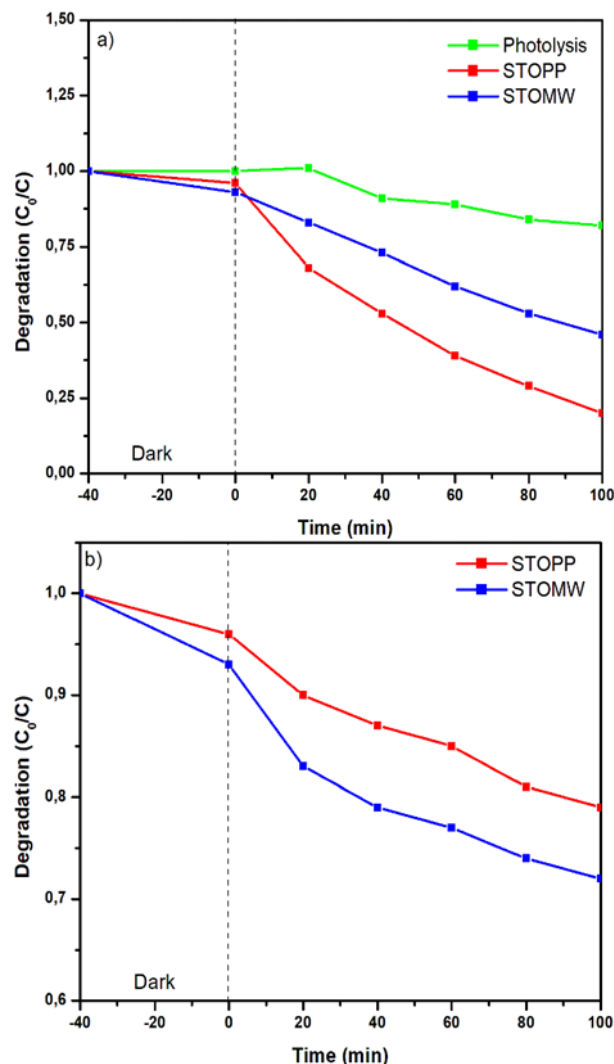 a)
Photolysis
STOPP
STOMW
Degradation (C₀/C)
1,50
1,25
1,00
0,75
0,50
0,25
0,00
Dark
-40 -20 0 20 40 60 80 100
Time (min)
b)
STOPP
STOMW
Degradation (C₀/C)
1,0
0,9
0,8
0,7
0,6
Dark
-40 -20 0 20 40 60 80 100
Time (min)